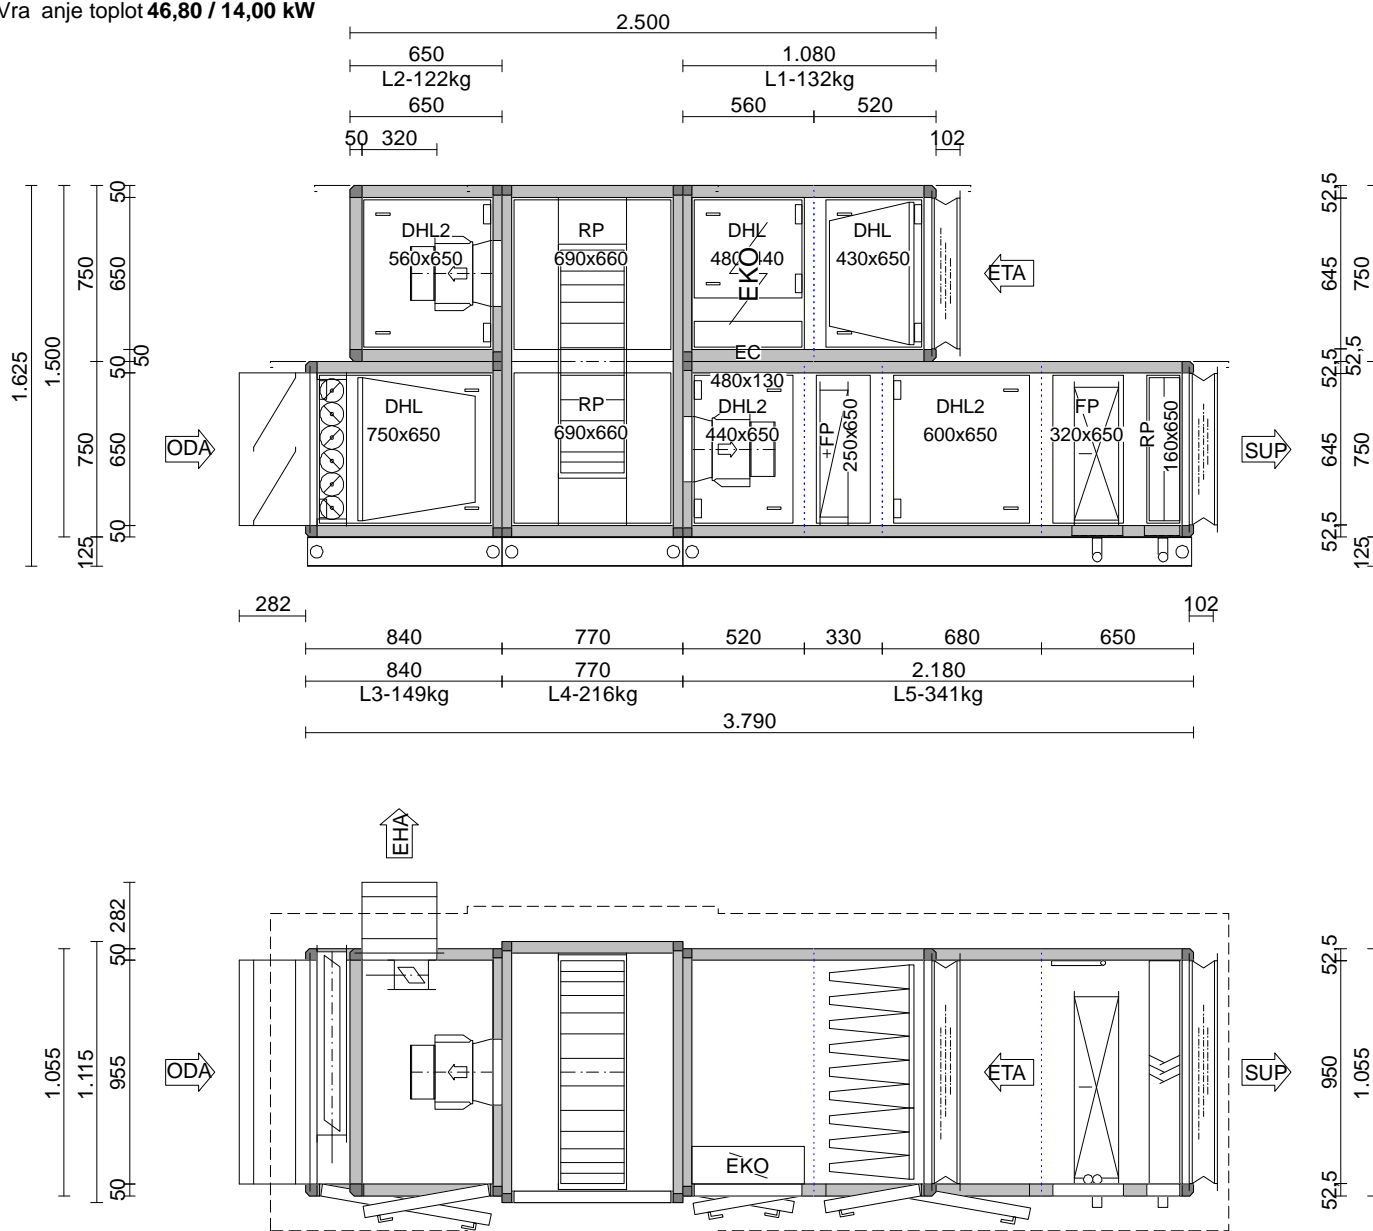 Vra anje toplot 46,80 / 14,00 kW
2.500
650
1.080
L2-122kg
L1-132kg
650
560
520
50
320
102
50
52,5
DHL2
560x650
RP
690x660
DHL
480x440
DHL
430x650
EKO
ETA
750
650
645
750
1.625
1.500
50
50
50
EC
480x130
52,5
52,5
52,5
DHL
750x650
RP
690x660
DHL2
440x650
+FP
250x650
DHL2
600x650
FP
320x650
RP
160x650
ODA
SUP
750
650
645
750
50
125
52,5
125
282
102
840
770
520
330
680
650
840
770
2.180
L3-149kg
L4-216kg
L5-341kg
3.790
EHA
282
50
52,5
1.055
1.115
955
ODA
ETA
SUP
950
1.055
EKO
50
52,5